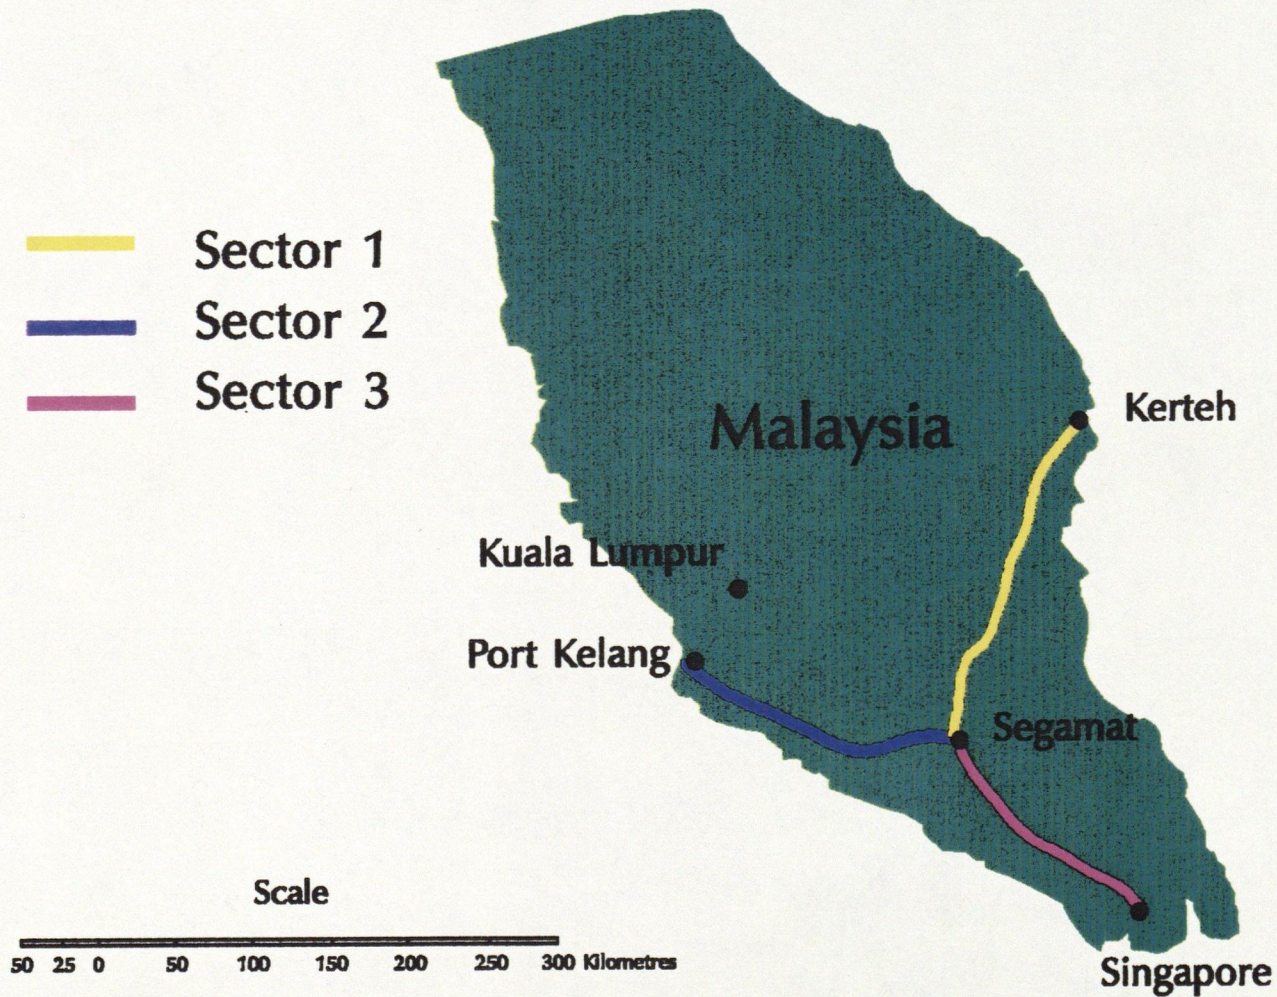 Sector 1
Sector 2
Sector 3
Malaysia
Kerteh
Kuala Lumpur
Port Kelang
Segamat
Scale
50 25 0 50 100 150 200 250 300 Kilometres
Singapore